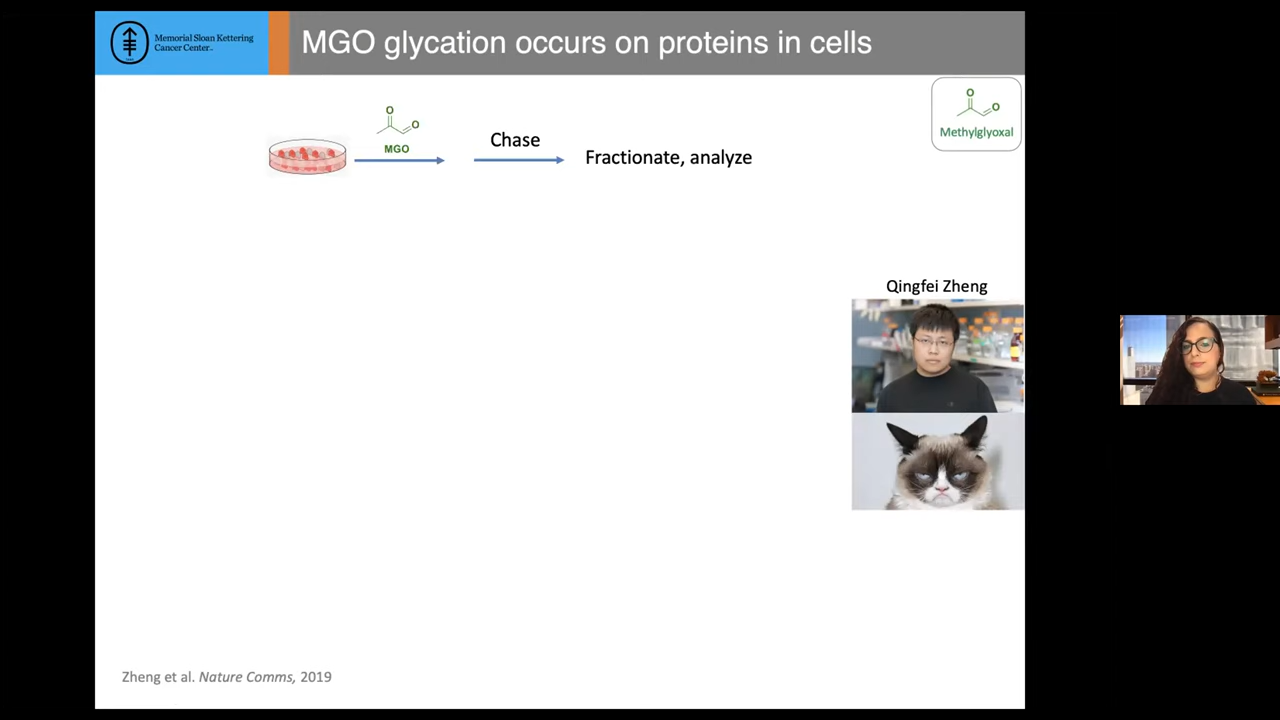 Memorial Sloan Kettering
Cancer Center
MGO glycation occurs on proteins in cells
O
O
MGO
Chase
Fractionate, analyze
O
O
Methylglyoxal
Qingfei Zheng
Zheng et al. Nature Comms, 2019